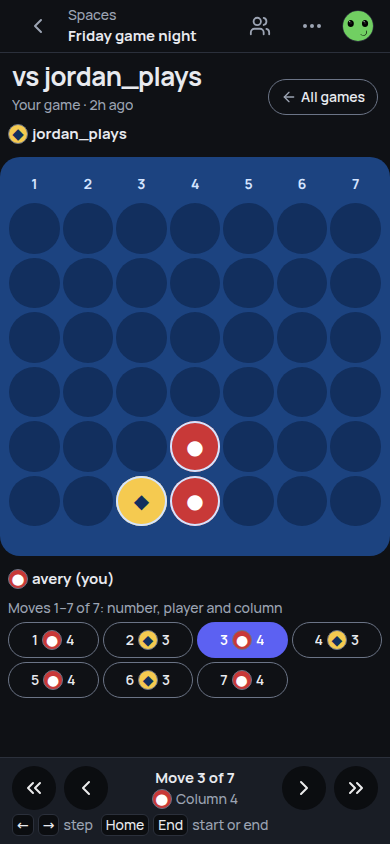 Spaces
Friday game night
vs jordan_plays
Your game · 2h ago
← All games
jordan_plays
1 2 3 4 5 6 7
avery (you)
Moves 1–7 of 7: number, player and column
1 4 2 3 3 4 4 3
5 4 6 3 7 4
Move 3 of 7
Column 4
← → step Home End start or end